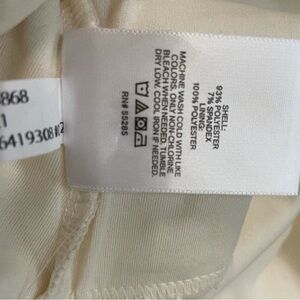 SHELL:
93% POLYESTER
7% SPANDEX
LINING:
100% POLYESTER
MACHINE WASH COLD WITH LIKE
COLORS. ONLY NON-CHLORINE
BLEACH WHEN NEEDED. TUMBLE
DRY LOW. COOL IRON IF NEEDED.
RN# 55285
868
6419308#